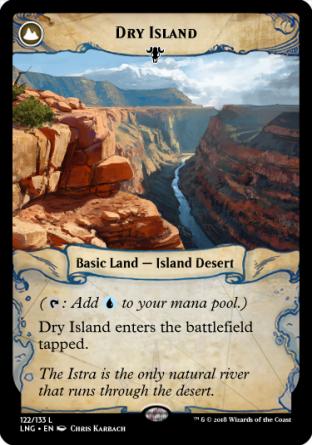 Dry Island
Basic Land — Island Desert
( : Add to your mana pool.)
Dry Island enters the battlefield
tapped.
The Istra is the only natural river
that runs through the desert.
122/133 L
LNG • EN Chris Karbach
™ & © 2018 Wizards of the Coast